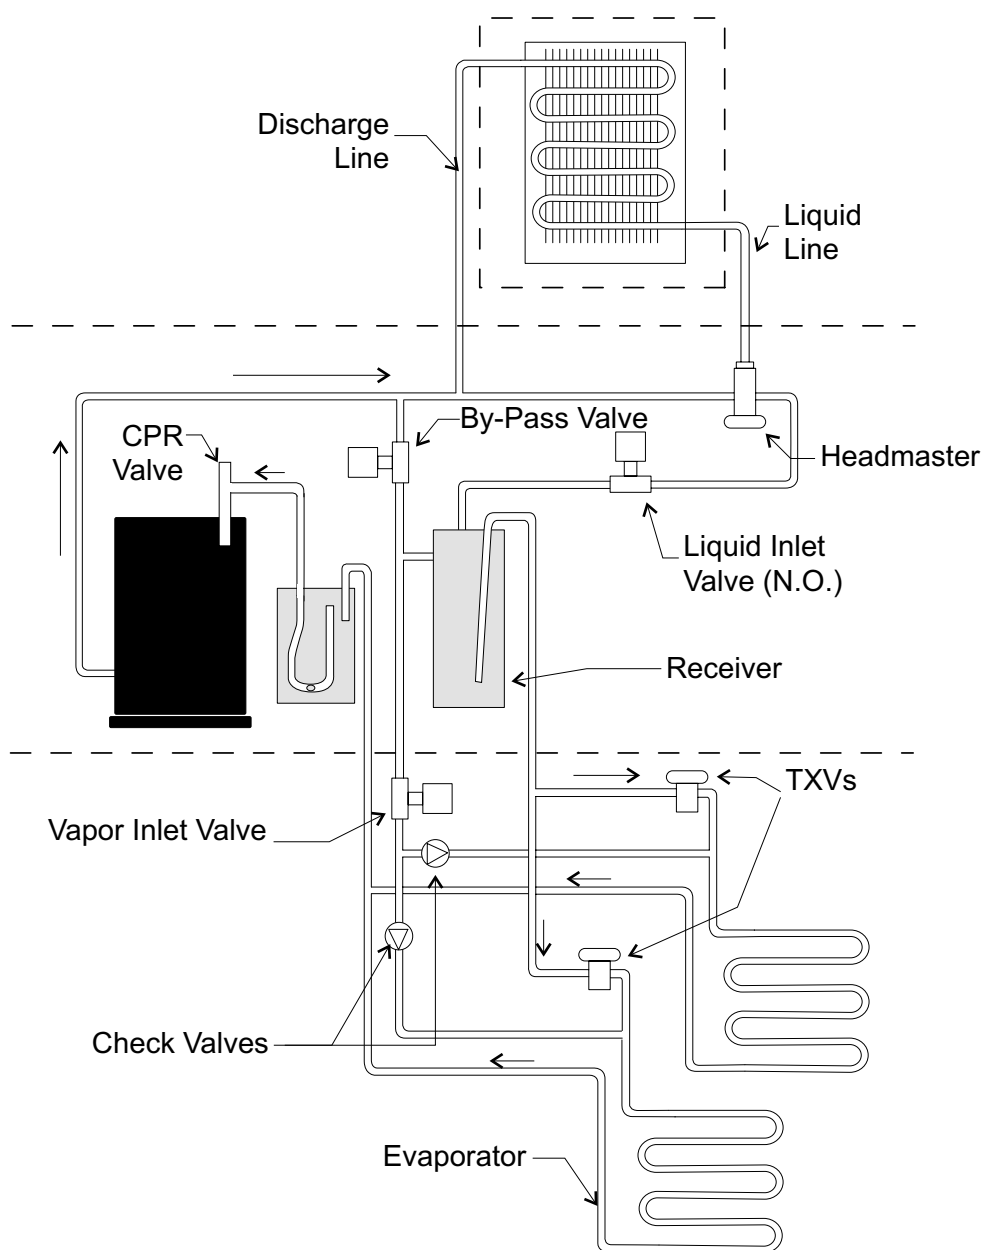 Discharge
Line
Liquid
Line
By-Pass Valve
CPR
Valve
Headmaster
Liquid Inlet
Valve (N.O.)
Receiver
TXVs
Vapor Inlet Valve
Check Valves
Evaporator